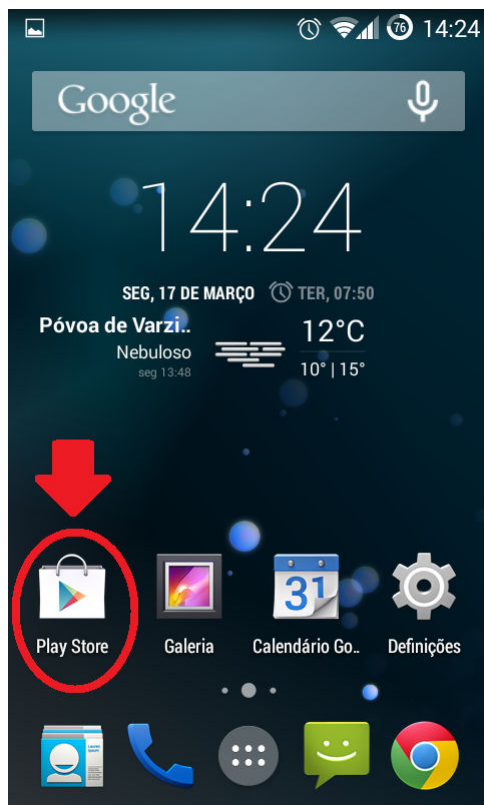 76 14:24
Google
14:24
SEG, 17 DE MARÇO TER, 07:50
Póvoa de Varzi..
Nebuloso
seg 13:48
12°C
10° | 15°
31
Play Store
Galeria
Calendário Go..
Definições